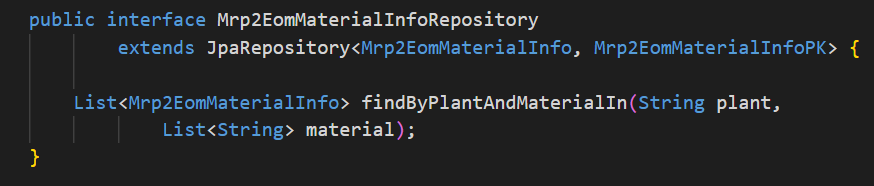 public interface Mrp2EomMaterialInfoRepository
extends JpaRepository<Mrp2EomMaterialInfo, Mrp2EomMaterialInfoPK> {
List<Mrp2EomMaterialInfo> findByPlantAndMaterialIn(String plant,
List<String> material);
}